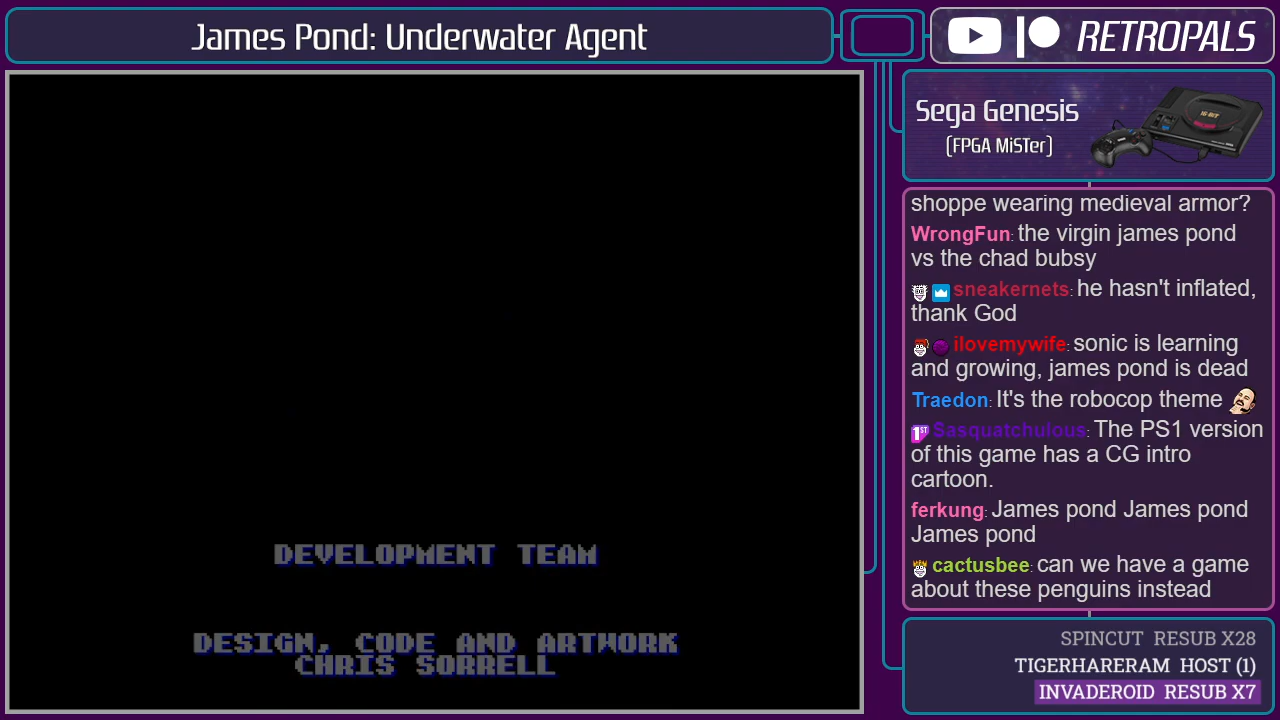 James Pond: Underwater Agent
RETROPALS
Sega Genesis
(FPGA MiSTer)
16-BIT
shoppe wearing medieval armor?
WrongFun: the virgin james pond
vs the chad bubsy
sneakernets: he hasn't inflated,
thank God
ilovemywife: sonic is learning
and growing, james pond is dead
Traedon: It's the robocop theme
1ST Sasquatchulous: The PS1 version
of this game has a CG intro
cartoon.
ferkung: James pond James pond
James pond
cactusbee: can we have a game
about these penguins instead
DEVELOPMENT TEAM
DESIGN, CODE AND ARTWORK
CHRIS SORRELL
SPINCUT RESUB X28
TIGERHARERAM HOST (1)
INVADEROID RESUB X7